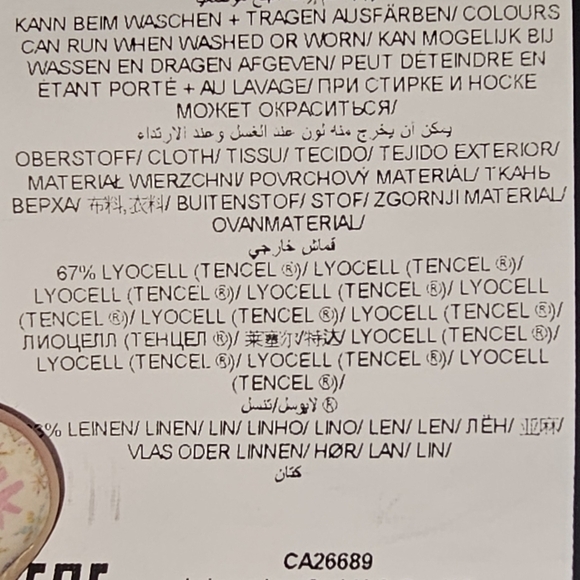 KANN BEIM WASCHEN + TRAGEN AUSFÄRBEN/ COLOURS
CAN RUN WHEN WASHED OR WORN/ KAN MOGELIJK BIJ
WASSEN EN DRAGEN AFGEVEN/ PEUT DÉTEINDRE EN
ÉTANT PORTÉ + AU LAVAGE/ ПРИ СТИРКЕ И НОСКЕ
МОЖЕТ ОКРАСИТЬСЯ/
يمكن أن يخرج منه لون عند الغسل وعند الارتداء
OBERSTOFF/ CLOTH/ TISSU/ TECIDO/ TEJIDO EXTERIOR/
MATERIAŁ WIERZCHNI/ POVRCHOVÝ MATERIÁL/ ТКАНЬ
ВЕРХА/ 布料,衣料/ BUITENSTOF/ STOF/ ZGORNJI MATERIAL/
OVANMATERIAL/
قماش خارجي
67% LYOCELL (TENCEL ®)/ LYOCELL (TENCEL ®)/
LYOCELL (TENCEL ®)/ LYOCELL (TENCEL ®)/ LYOCELL
(TENCEL ®)/ LYOCELL (TENCEL ®)/ LYOCELL (TENCEL ®)/
ЛИОЦЕЛЛ (ТЕНЦЕЛ ®)/ 莱塞尔/特达/ LYOCELL (TENCEL ®)/
LYOCELL (TENCEL ®)/ LYOCELL (TENCEL ®)/ LYOCELL
(TENCEL ®)/
® لايوسل/تنسل
LEINEN/ LINEN/ LIN/ LINHO/ LINO/ LEN/ LEN/ ЛЁН/ 亚麻/
VLAS ODER LINNEN/ HØR/ LAN/ LIN/
كتان
CA26689